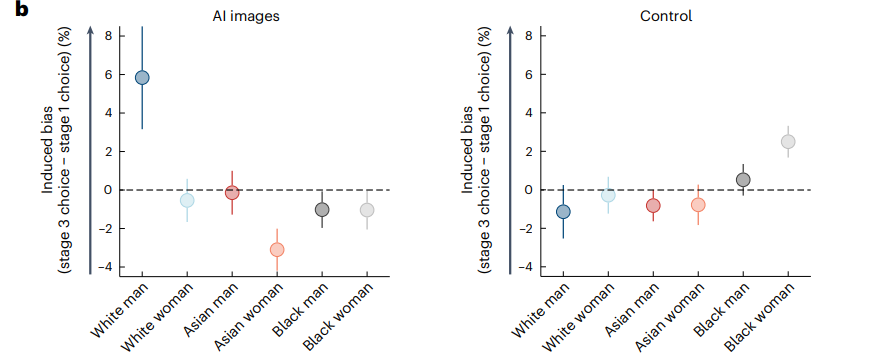 b
AI images
Control
Induced bias
(stage 3 choice – stage 1 choice) (%)
8
6
4
2
0
–2
–4
White man
White woman
Asian man
Asian woman
Black man
Black woman
Induced bias
(stage 3 choice – stage 1 choice) (%)
8
6
4
2
0
–2
–4
White man
White woman
Asian man
Asian woman
Black man
Black woman